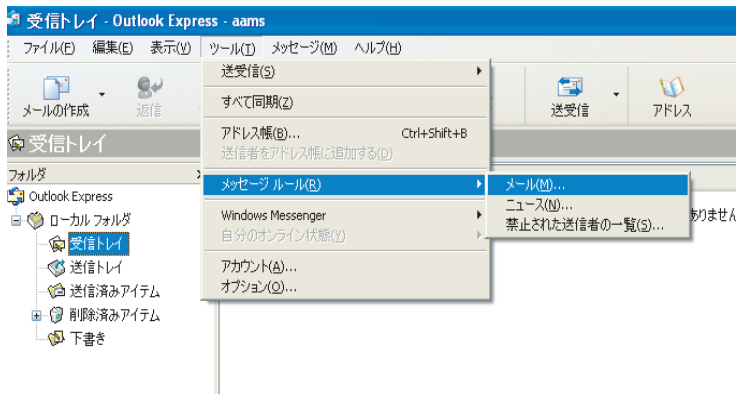 受信トレイ - Outlook Express - aams
ファイル(F) 編集(E) 表示(V) ツール(T) メッセージ(M) ヘルプ(H)
メールの作成 返信 送受信 アドレス
受信トレイ
フォルダ
Outlook Express
ローカル フォルダ
受信トレイ
送信トレイ
送信済みアイテム
削除済みアイテム
下書き
送受信(S)
すべて同期(Z)
アドレス帳(B)... Ctrl+Shift+B
送信者をアドレス帳に追加する(D)
メッセージ ルール(R)
Windows Messenger
自分のオンライン状態(Y)
アカウント(A)...
オプション(O)...
メール(M)...
ニュース(N)...
禁止された送信者の一覧(S)...
ありません